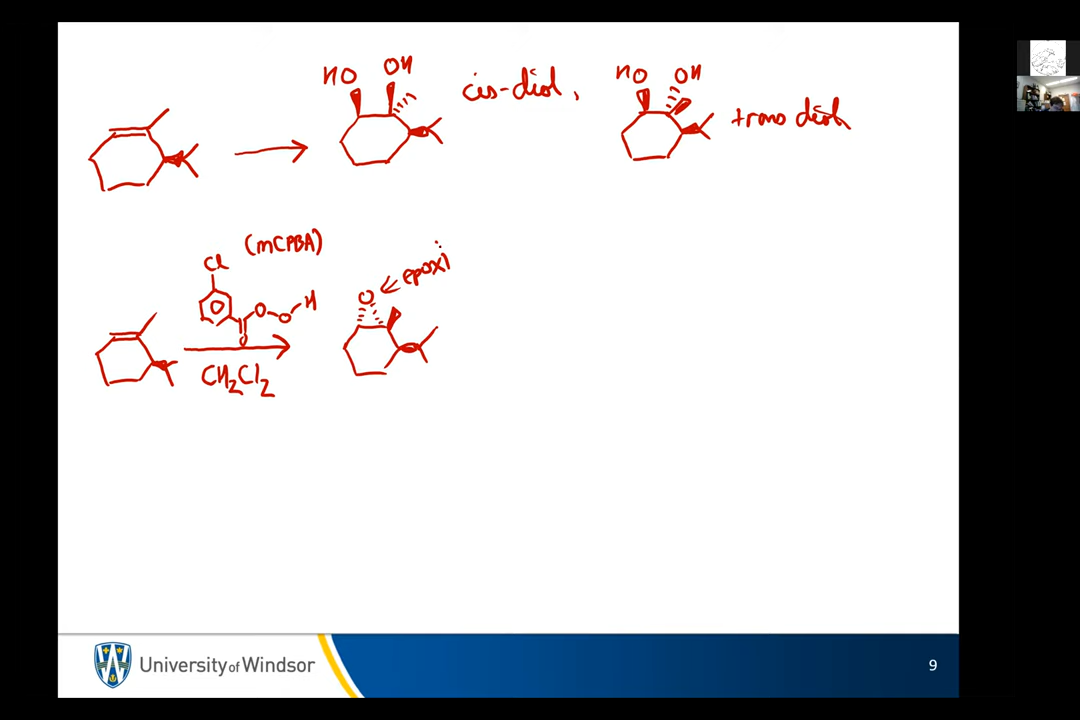 HO OH cis-diol,
HO OH trans diol
(mCPBA)
Cl
O O H
O
CH2Cl2
O epoxi
University of Windsor
9